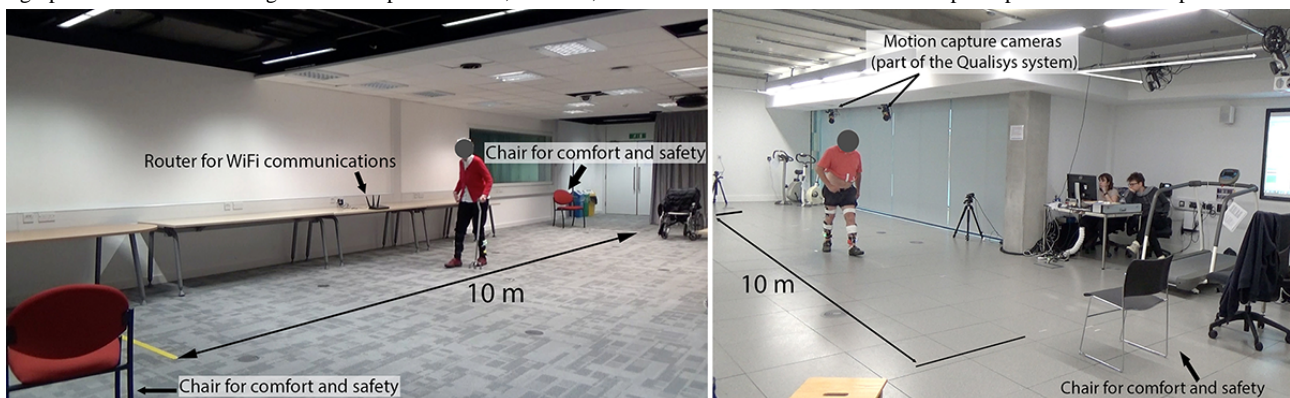 Motion capture cameras
(part of the Qualisys system)
Router for WiFi communications
Chair for comfort and safety
10 m
10 m
Chair for comfort and safety
Chair for comfort and safety